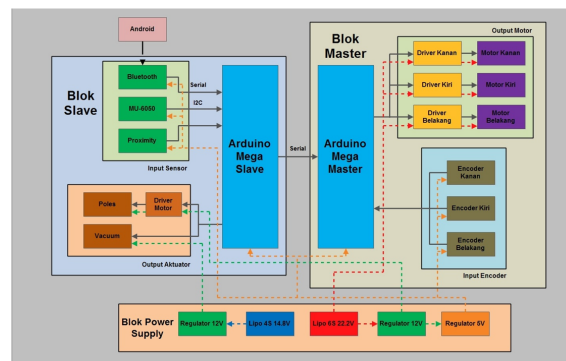 Android
Blok
Slave
Bluetooth
MU-6050
Proximity
Input Sensor
Serial
I2C
Arduino
Mega
Slave
Poles
Driver
Motor
Vacuum
Output Aktuator
Serial
Blok
Master
Arduino
Mega
Master
Output Motor
Driver Kanan
Motor Kanan
Driver Kiri
Motor Kiri
Driver
Belakang
Motor
Belakang
Encoder
Kanan
Encoder Kiri
Encoder
Belakang
Input Encoder
Blok Power
Supply
Regulator 12V
Lipo 4S 14.8V
Lipo 6S 22.2V
Regulator 12V
Regulator 5V